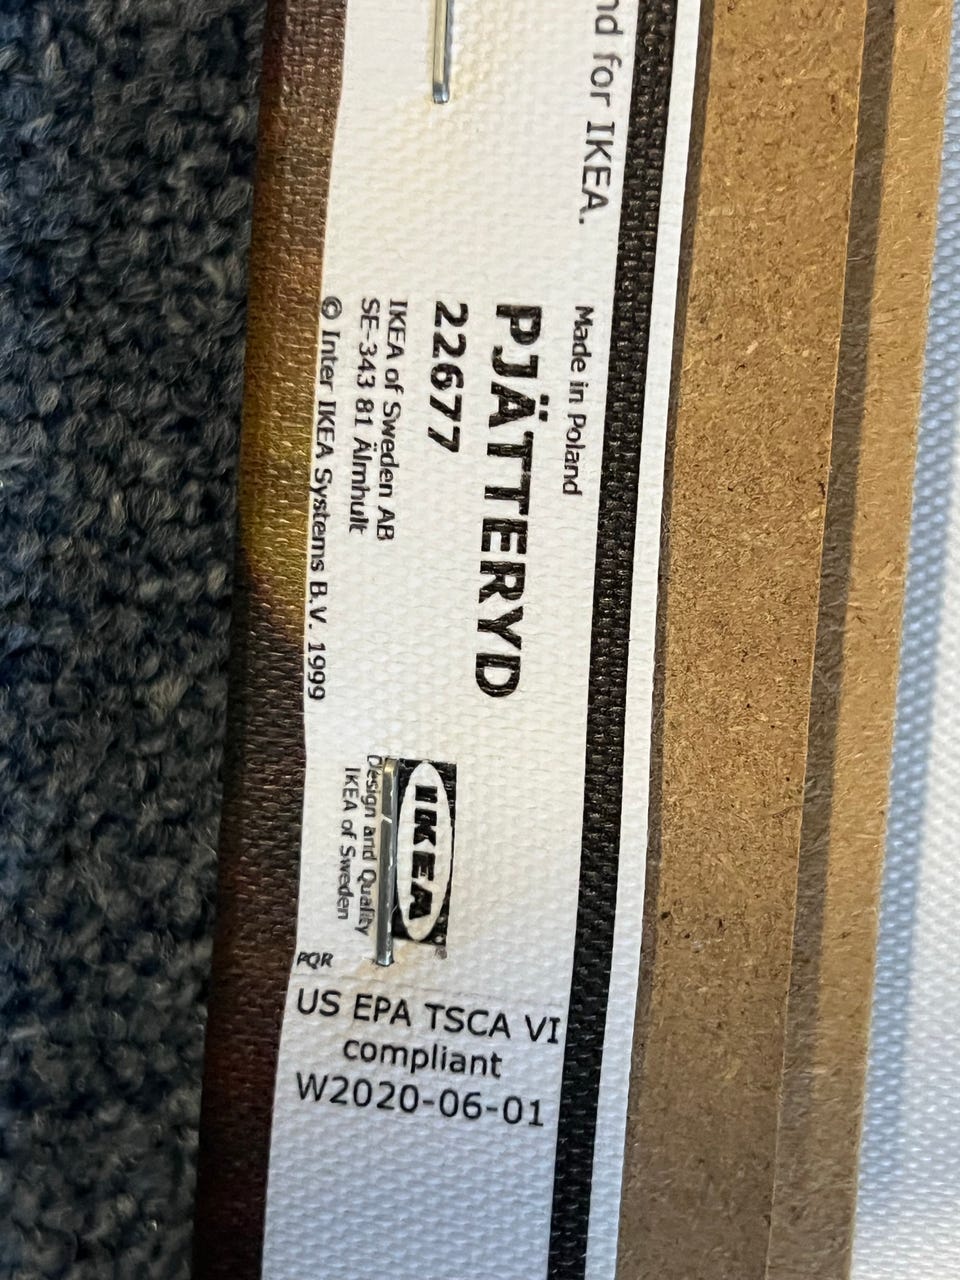 nd for IKEA.
Made in Poland
PJÄTTERYD
22677
IKEA of Sweden AB
SE-343 81 Älmhult
© Inter IKEA Systems B.V. 1999
IKEA
Design and Quality
IKEA of Sweden
PQR
US EPA TSCA VI
compliant
W2020-06-01